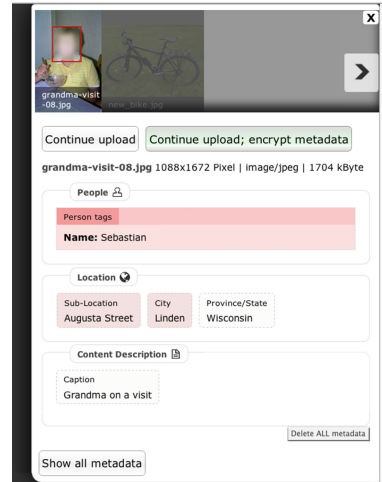 X
grandma-visit
-08.jpg
new_bike.jpg
Continue upload
Continue upload; encrypt metadata
grandma-visit-08.jpg 1088x1672 Pixel | image/jpeg | 1704 kByte
People
Person tags
Name: Sebastian
Location
Sub-Location
Augusta Street
City
Linden
Province/State
Wisconsin
Content Description
Caption
Grandma on a visit
Delete ALL metadata
Show all metadata